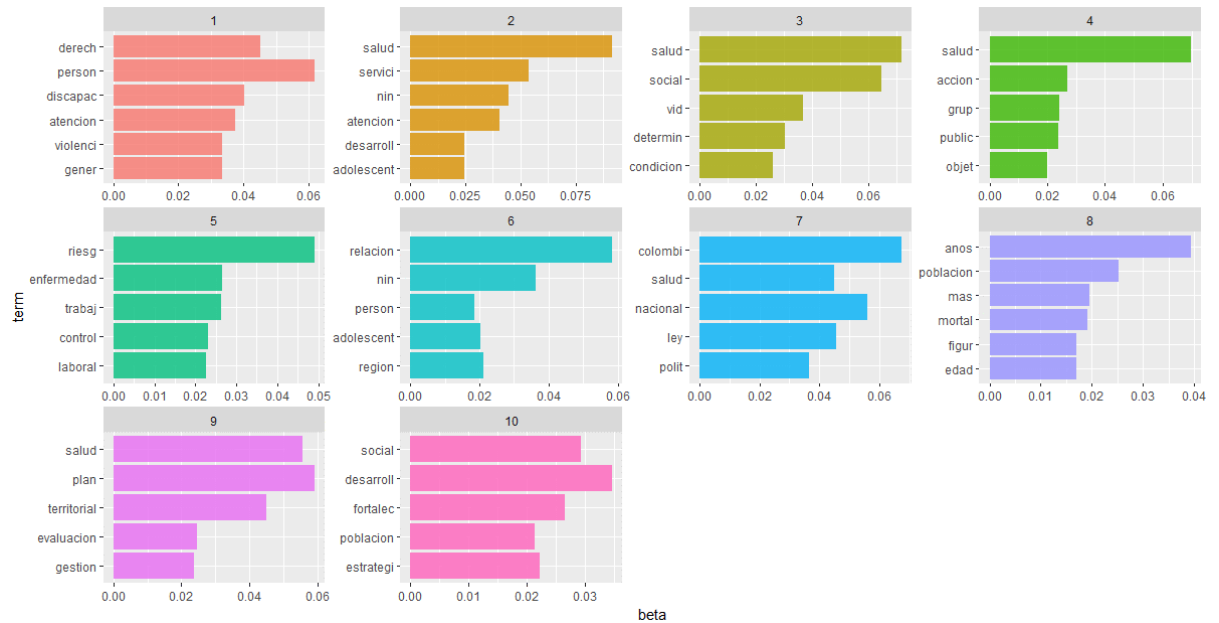 1
derech
person
discapac
atencion
violenci
gener
0.00 0.02 0.04 0.06
2
salud
servici
nin
atencion
desarroll
adolescent
0.000 0.025 0.050 0.075
3
salud
social
vid
determin
condicion
0.00 0.02 0.04 0.06
4
salud
accion
grup
public
objet
0.00 0.02 0.04 0.06
5
riesg
enfermedad
trabaj
control
laboral
0.00 0.01 0.02 0.03 0.04 0.05
6
relacion
nin
person
adolescent
region
0.00 0.02 0.04 0.06
7
colombi
salud
nacional
ley
polit
0.00 0.02 0.04 0.06
8
anos
poblacion
mas
mortal
figur
edad
0.00 0.01 0.02 0.03 0.04
9
salud
plan
territorial
evaluacion
gestion
0.00 0.02 0.04 0.06
10
social
desarroll
fortalec
poblacion
estrategi
0.00 0.01 0.02 0.03
term
beta